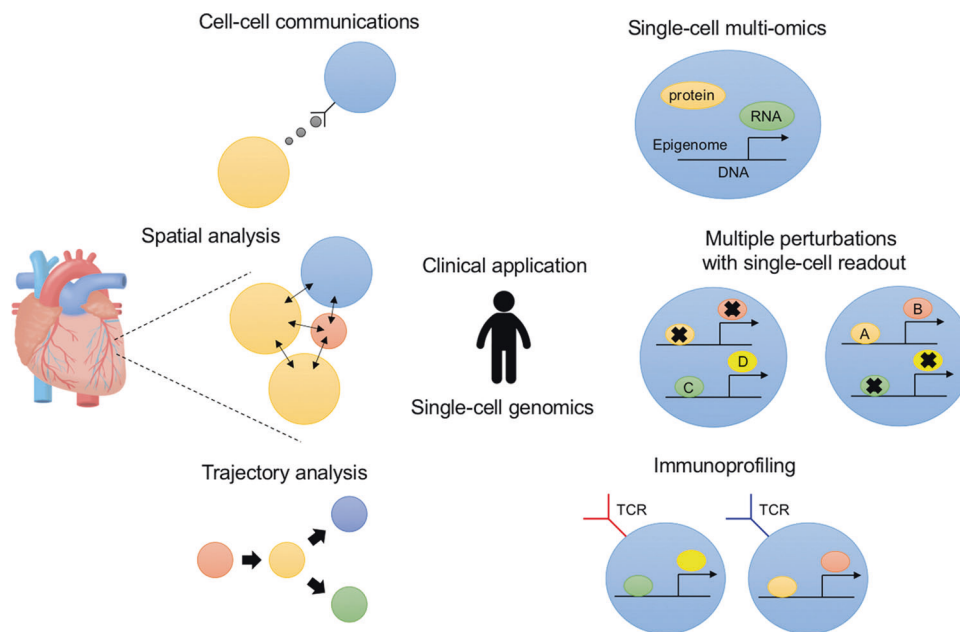 Cell-cell communications
Single-cell multi-omics
protein
RNA
Epigenome
DNA
Spatial analysis
Clinical application
Single-cell genomics
Multiple perturbations
with single-cell readout
B
A
D
C
Trajectory analysis
Immunoprofiling
TCR
TCR